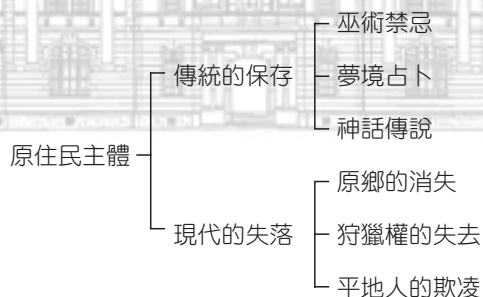 原住民主體
傳統的保存
巫術禁忌
夢境占卜
神話傳說
現代的失落
原鄉的消失
狩獵權的失去
平地人的欺凌